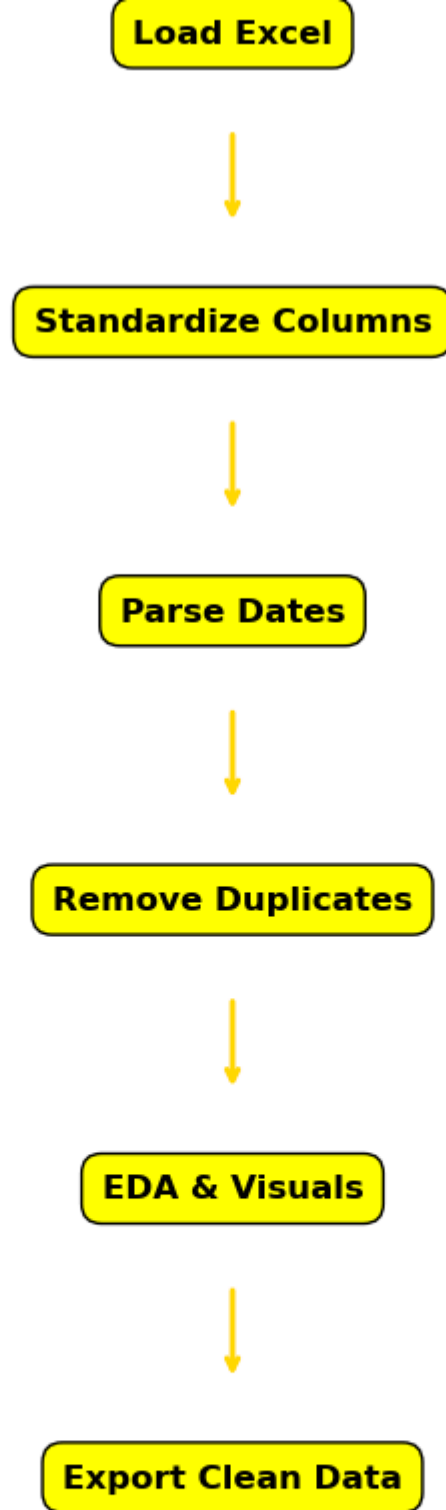 Load Excel
Standardize Columns
Parse Dates
Remove Duplicates
EDA & Visuals
Export Clean Data